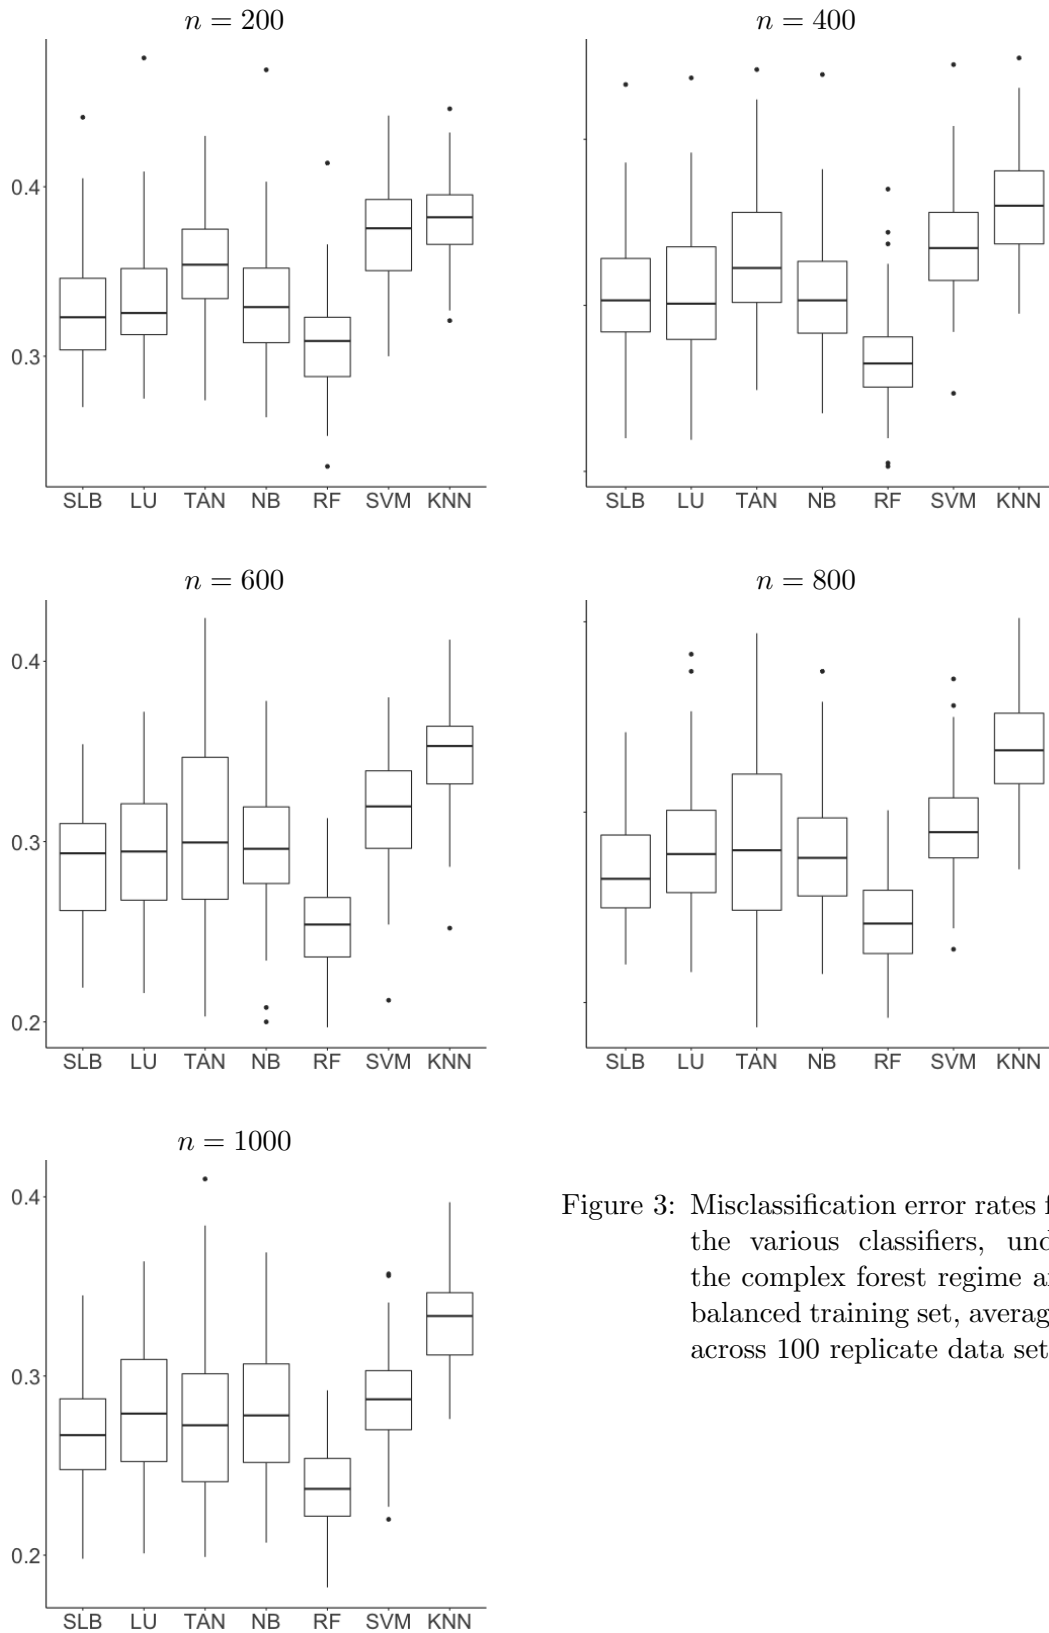 n = 200
n = 400
0.4
0.3
SLB LU TAN NB RF SVM KNN
SLB LU TAN NB RF SVM KNN
n = 600
n = 800
0.4
0.3
0.2
SLB LU TAN NB RF SVM KNN
SLB LU TAN NB RF SVM KNN
n = 1000
0.4
0.3
0.2
SLB LU TAN NB RF SVM KNN
Figure 3: Misclassification error rates
the various classifiers,
the complex forest regime
balanced training set,
across 100 replicate data